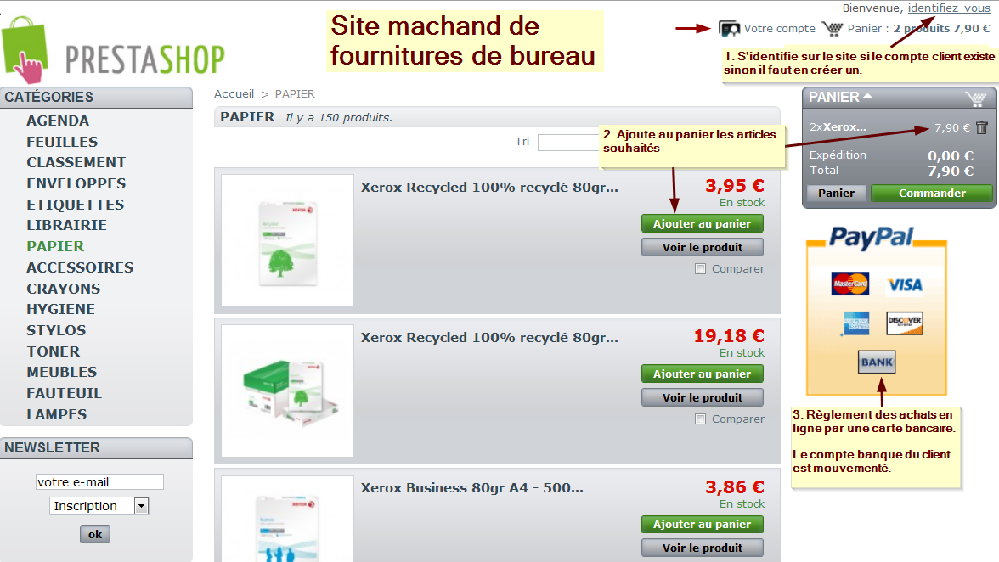 Bienvenue, identifiez-vous
Votre compte Panier : 2 produits 7,90 €
PRESTASHOP
Site machand de
fournitures de bureau
1. S'identifie sur le site si le compte client existe
sinon il faut en créer un.
CATÉGORIES
AGENDA
FEUILLES
CLASSEMENT
ENVELOPPES
ETIQUETTES
LIBRAIRIE
PAPIER
ACCESSOIRES
CRAYONS
HYGIENE
STYLOS
TONER
MEUBLES
FAUTEUIL
LAMPES
NEWSLETTER
votre e-mail
Inscription
ok
Accueil > PAPIER
PAPIER Il y a 150 produits.
Tri --
2. Ajoute au panier les articles
souhaités
Xerox Recycled 100% recyclé 80gr...
3,95 €
En stock
Ajouter au panier
Voir le produit
Comparer
Xerox Recycled 100% recyclé 80gr...
19,18 €
En stock
Ajouter au panier
Voir le produit
Comparer
Xerox Business 80gr A4 - 500...
3,86 €
En stock
Ajouter au panier
Voir le produit
PANIER
2xXerox... 7,90 €
Expédition 0,00 €
Total 7,90 €
Panier Commander
PayPal
MasterCard VISA
DISCOVER
BANK
3. Règlement des achats en
ligne par une carte bancaire.
Le compte banque du client
est mouvementé.